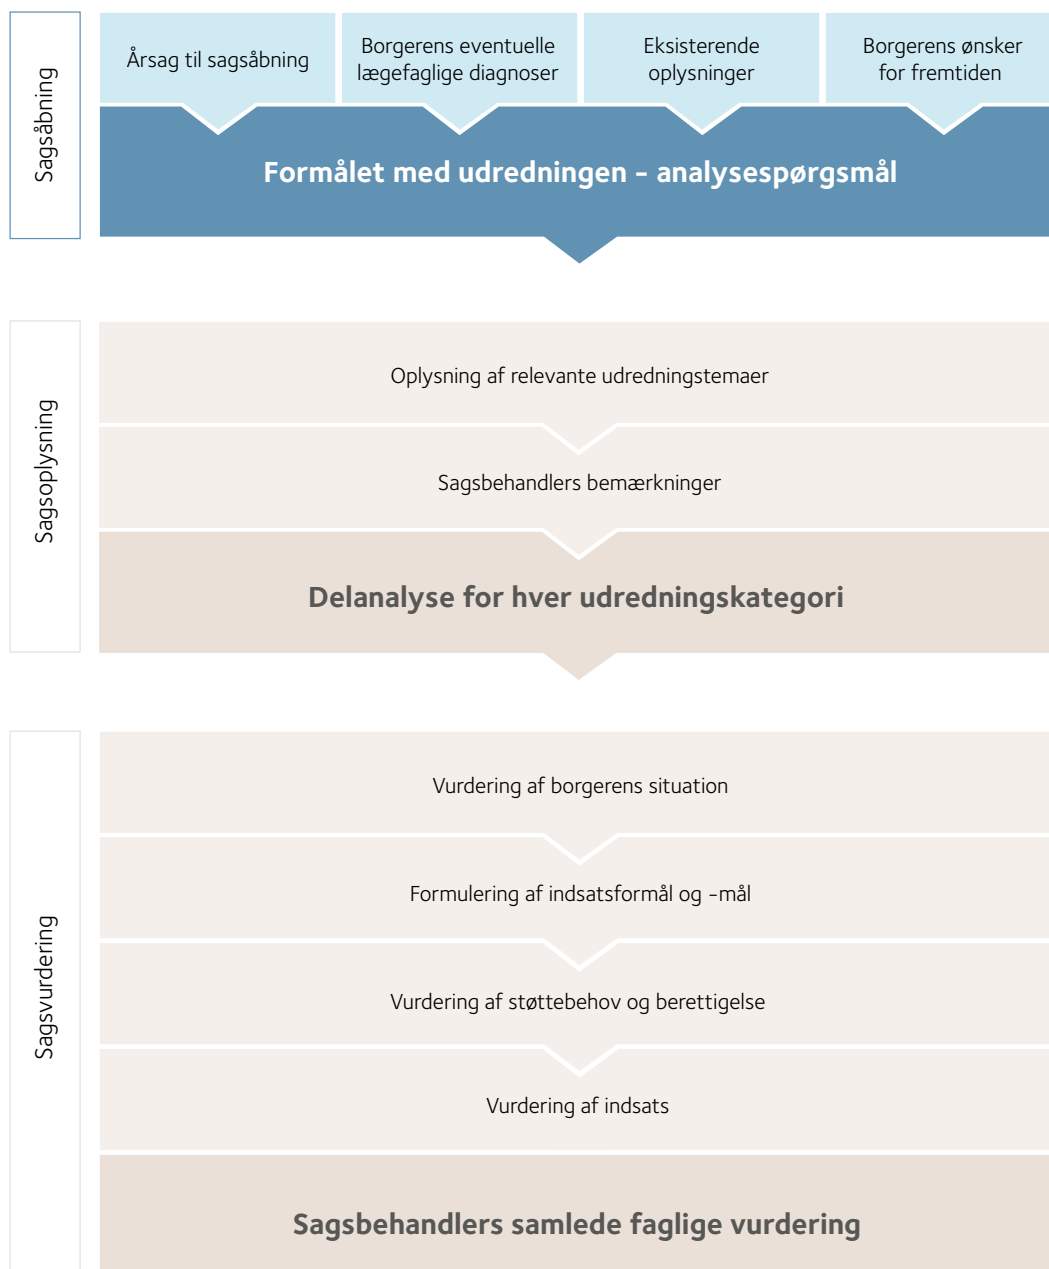 Sagsåbning
Årsag til sagsåbning
Borgerens eventuelle
lægefaglige diagnoser
Eksisterende
oplysninger
Borgerens ønsker
for fremtiden
Formålet med udredningen - analysespørgsmål
Sagsoplysning
Oplysning af relevante udredningstemaer
Sagsbehandlers bemærkninger
Delanalyse for hver udredningskategori
Sagsvurdering
Vurdering af borgerens situation
Formulering af indsatsformål og -mål
Vurdering af støttebehov og berettigelse
Vurdering af indsats
Sagsbehandlers samlede faglige vurdering